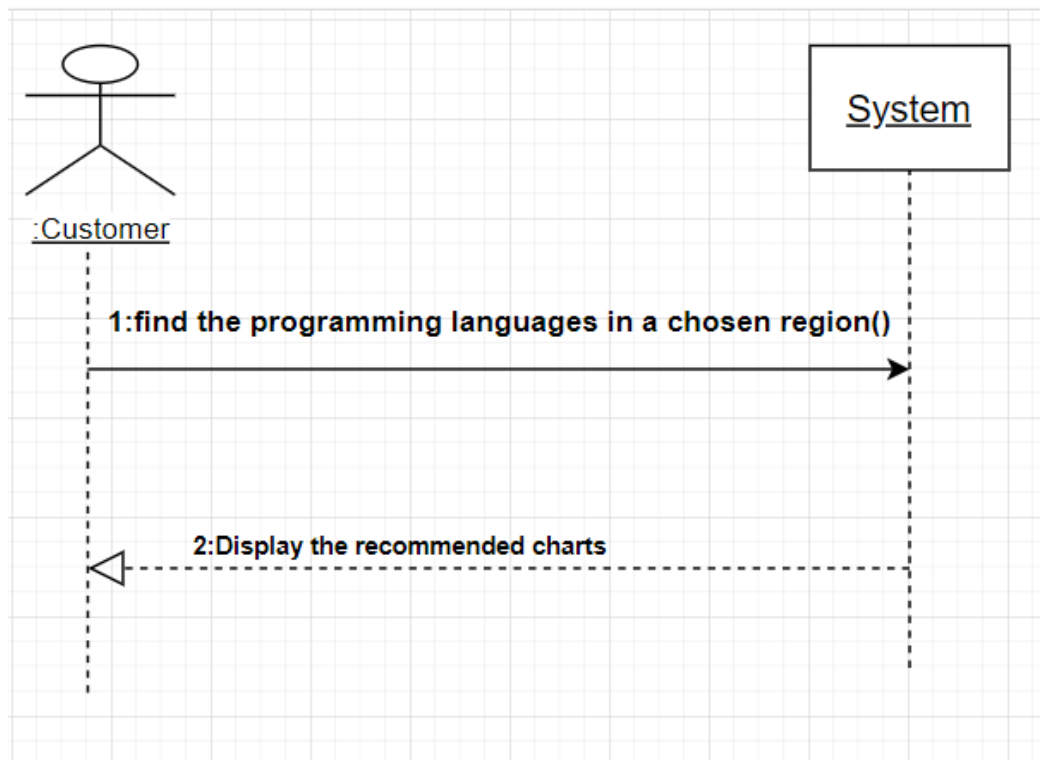 System
:Customer
1:find the programming languages in a chosen region()
2:Display the recommended charts